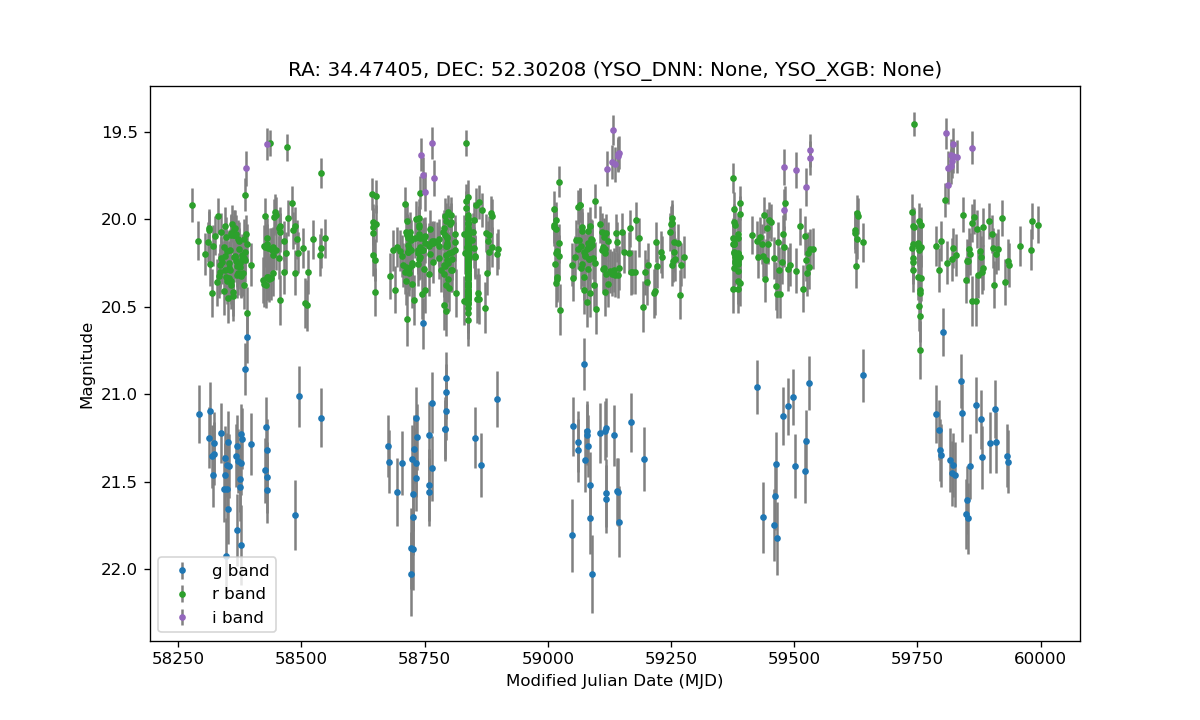 RA: 34.47405, DEC: 52.30208 (YSO_DNN: None, YSO_XGB: None)
19.5
20.0
20.5
21.0
21.5
22.0
Magnitude
g band
r band
i band
58250 58500 58750 59000 59250 59500 59750 60000
Modified Julian Date (MJD)